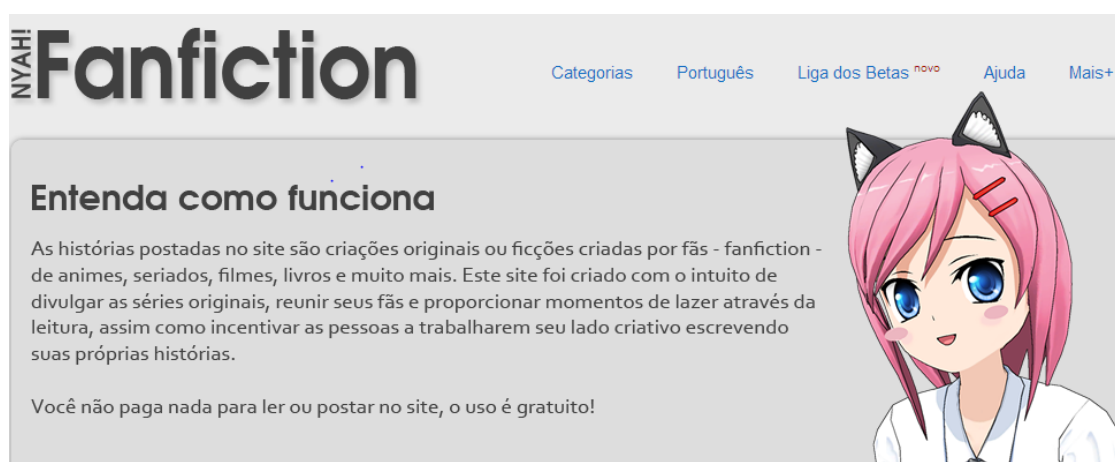 NYAH! Fanfiction
Categorias Português Liga dos Betas novo Ajuda Mais+
Entenda como funciona
As histórias postadas no site são criações originais ou ficções criadas por fãs - fanfiction -
de animes, seriados, filmes, livros e muito mais. Este site foi criado com o intuito de
divulgar as séries originais, reunir seus fãs e proporcionar momentos de lazer através da
leitura, assim como incentivar as pessoas a trabalharem seu lado criativo escrevendo
suas próprias histórias.
Você não paga nada para ler ou postar no site, o uso é gratuito!